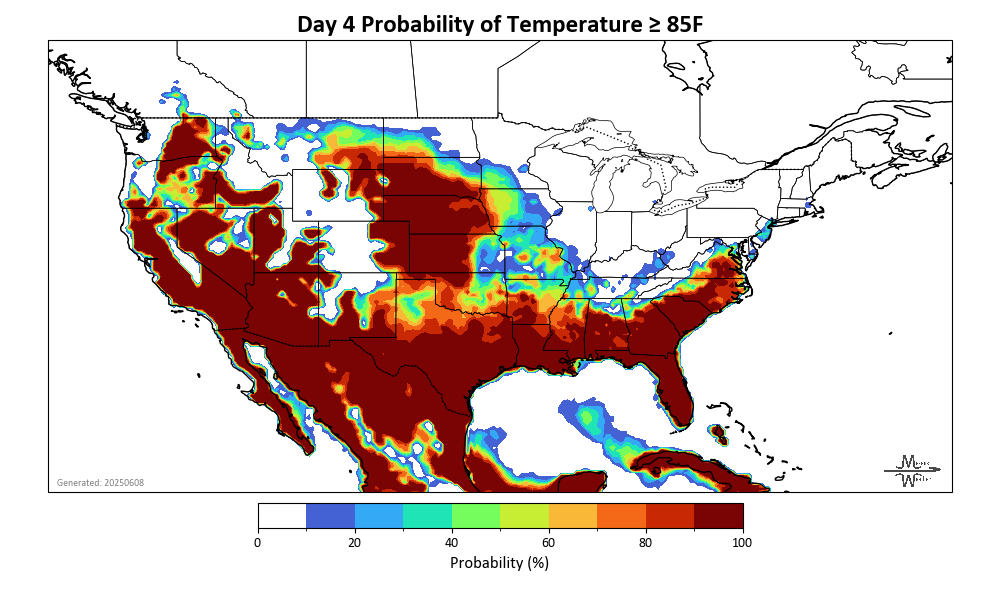 Day 4 Probability of Temperature ≥ 85F
Generated: 20250608
0 20 40 60 80 100
Probability (%)